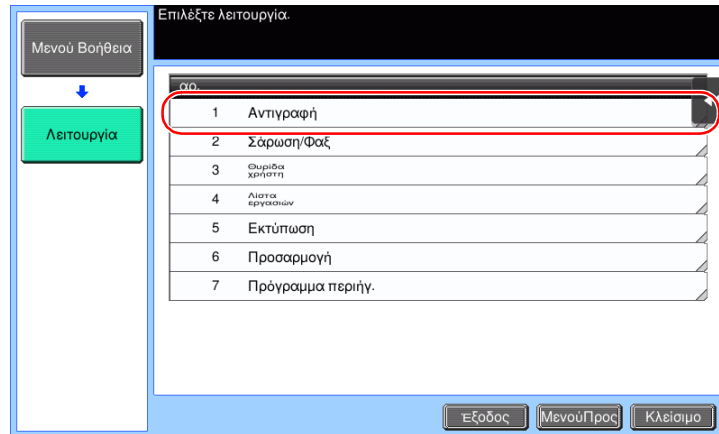 Επιλέξτε λειτουργία.
Μενού Βοήθεια
Λειτουργία
αρ.
1 Αντιγραφή
2 Σάρωση/Φαξ
3 Θυρίδα
χρήστη
4 Λίστα
εργασιών
5 Εκτύπωση
6 Προσαρμογή
7 Πρόγραμμα περιήγ.
Έξοδος ΜενούΠρος Κλείσιμο